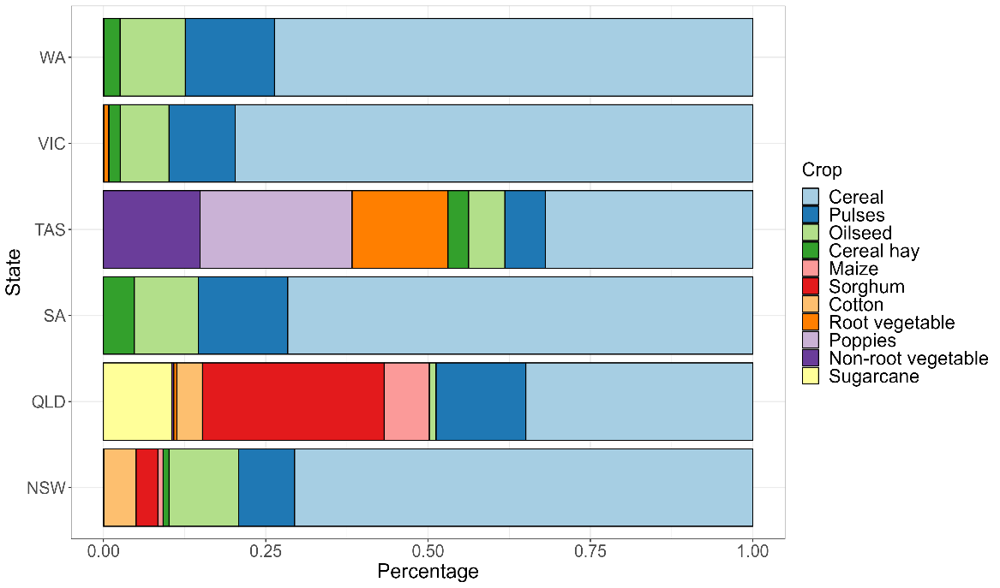 State
WA
VIC
TAS
SA
QLD
NSW
0.00 0.25 0.50 0.75 1.00
Percentage
Crop
Cereal
Pulses
Oilseed
Cereal hay
Maize
Sorghum
Cotton
Root vegetable
Poppies
Non-root vegetable
Sugarcane